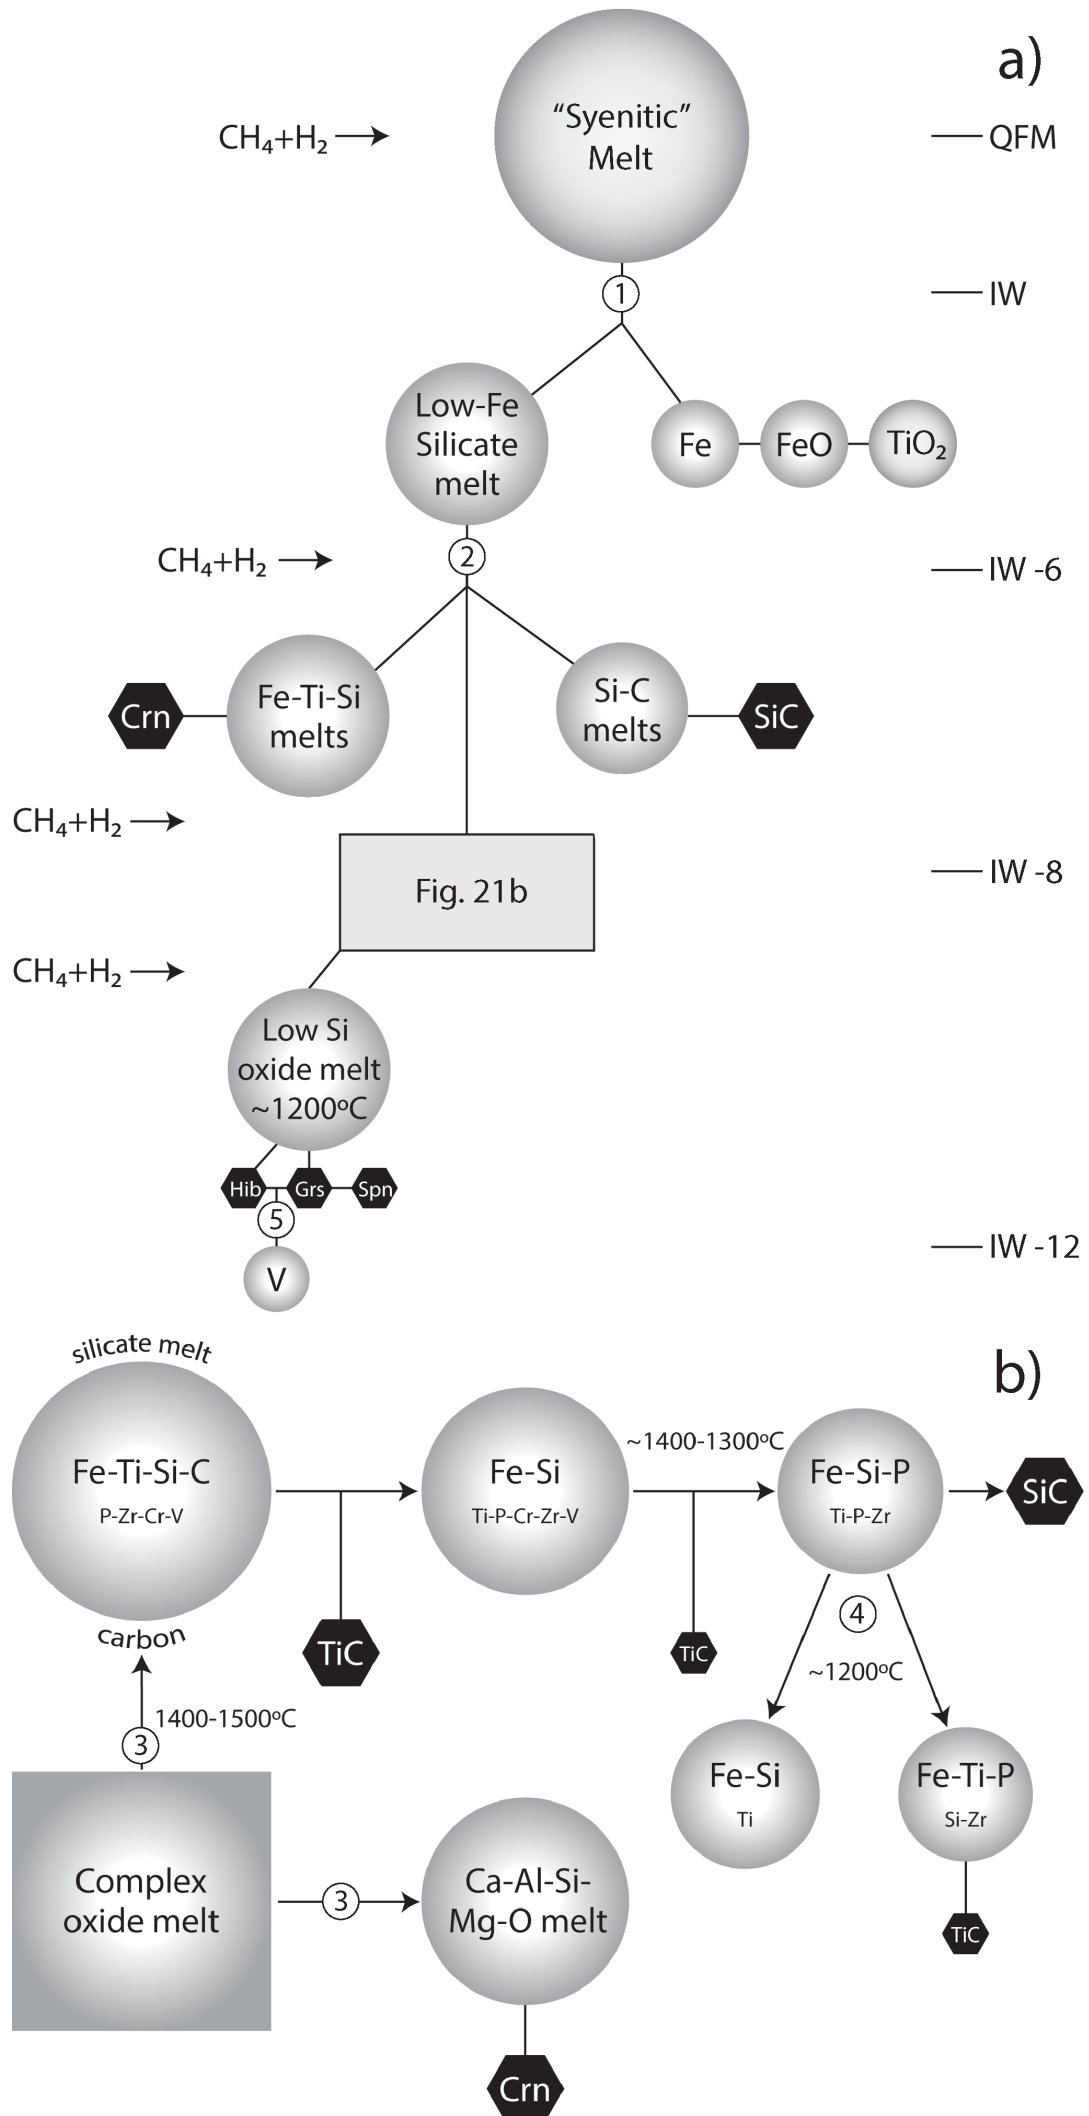 a)
“Syenitic”
Melt
CH₄+H₂
QFM
1
IW
Low-Fe
Silicate
melt
Fe
FeO
TiO₂
CH₄+H₂
2
IW -6
Crn
Fe-Ti-Si
melts
Si-C
melts
SiC
CH₄+H₂
Fig. 21b
IW -8
CH₄+H₂
Low Si
oxide melt
~1200ºC
Hib
Grs
Spn
5
V
IW -12
b)
silicate melt
Fe-Ti-Si-C
P-Zr-Cr-V
carbon
Fe-Si
Ti-P-Cr-Zr-V
~1400-1300ºC
Fe-Si-P
Ti-P-Zr
SiC
TiC
TiC
4
~1200ºC
1400-1500ºC
3
Fe-Si
Ti
Fe-Ti-P
Si-Zr
TiC
Complex
oxide melt
3
Ca-Al-Si-
Mg-O melt
Crn